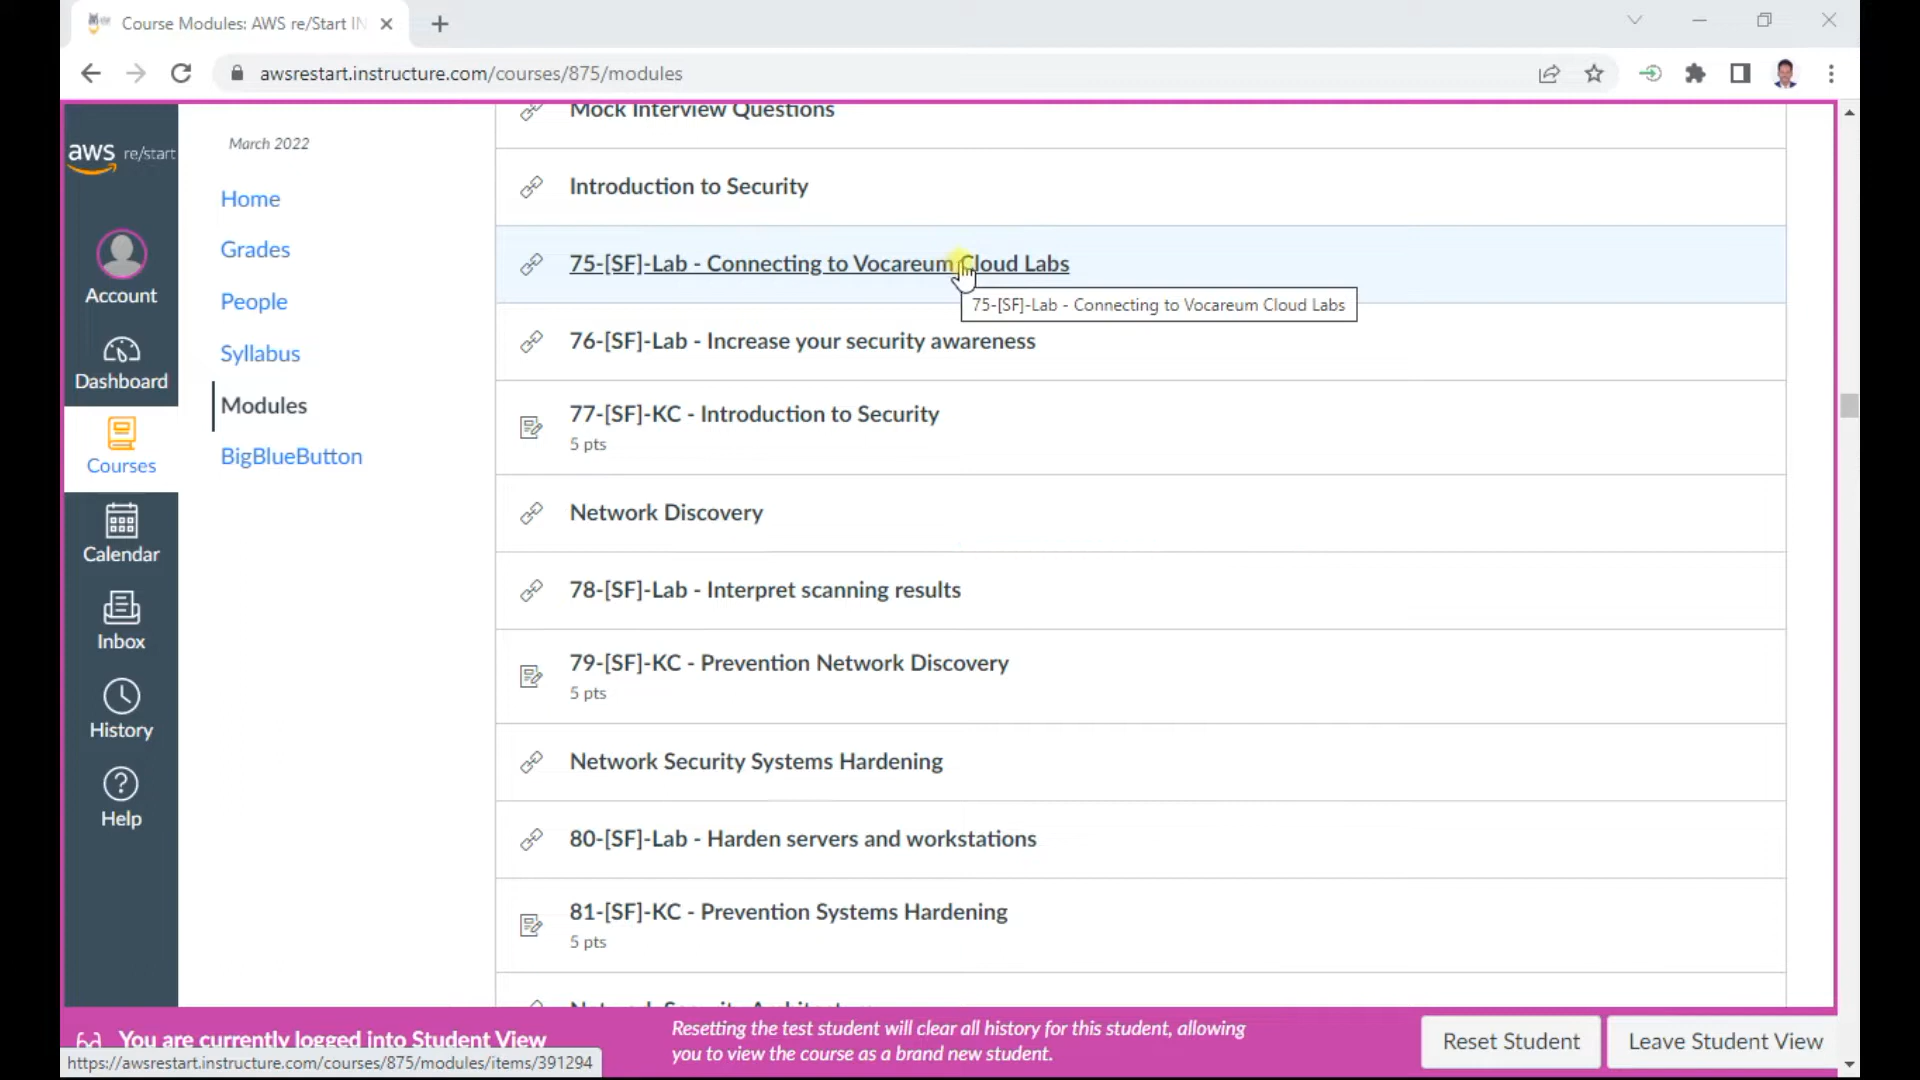 Course Modules: AWS re/Start IN
awsrestart.instructure.com/courses/875/modules
aws re/start
Account
Dashboard
Courses
Calendar
Inbox
History
Help
March 2022
Home
Grades
People
Syllabus
Modules
BigBlueButton
Mock Interview Questions
Introduction to Security
75-[SF]-Lab - Connecting to Vocareum Cloud Labs
75-[SF]-Lab - Connecting to Vocareum Cloud Labs
76-[SF]-Lab - Increase your security awareness
77-[SF]-KC - Introduction to Security
5 pts
Network Discovery
78-[SF]-Lab - Interpret scanning results
79-[SF]-KC - Prevention Network Discovery
5 pts
Network Security Systems Hardening
80-[SF]-Lab - Harden servers and workstations
81-[SF]-KC - Prevention Systems Hardening
5 pts
You are currently logged into Student View
Resetting the test student will clear all history for this student, allowing
you to view the course as a brand new student.
Reset Student
Leave Student View
https://awsrestart.instructure.com/courses/875/modules/items/391294